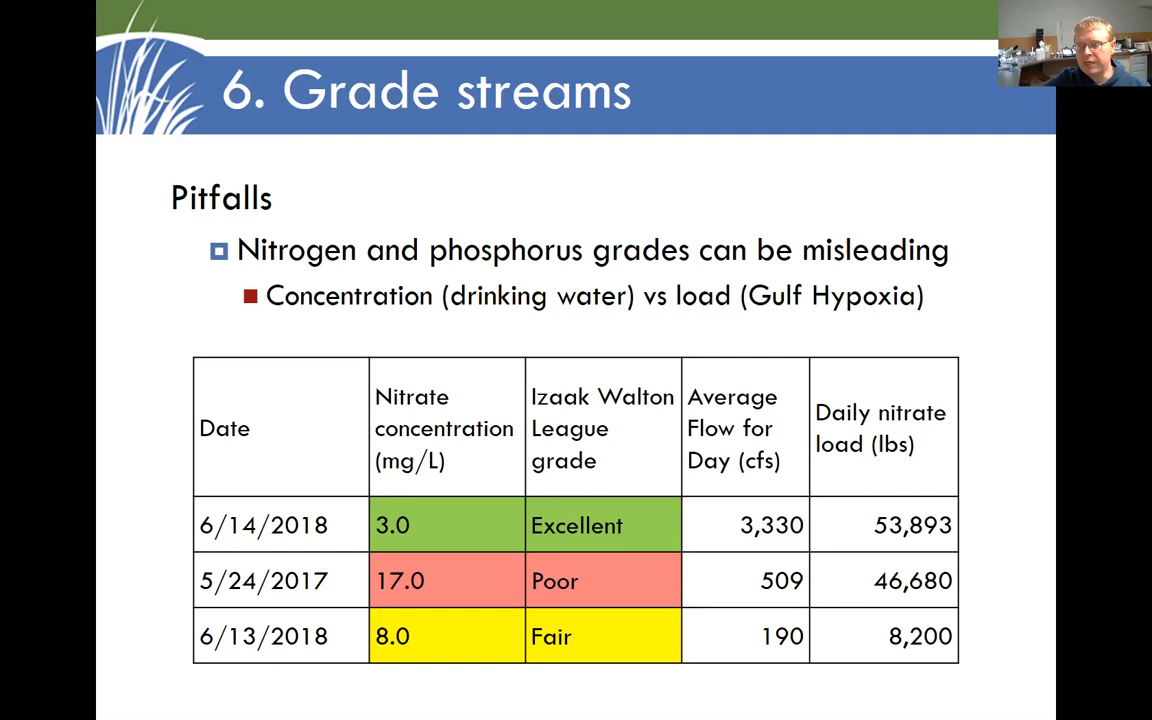 6. Grade streams
Pitfalls
Nitrogen and phosphorus grades can be misleading
Concentration (drinking water) vs load (Gulf Hypoxia)
Date
Nitrate
concentration
(mg/L)
Izaak Walton
League
grade
Average
Flow for
Day (cfs)
Daily nitrate
load (lbs)
6/14/2018 3.0 Excellent 3,330 53,893
5/24/2017 17.0 Poor 509 46,680
6/13/2018 8.0 Fair 190 8,200